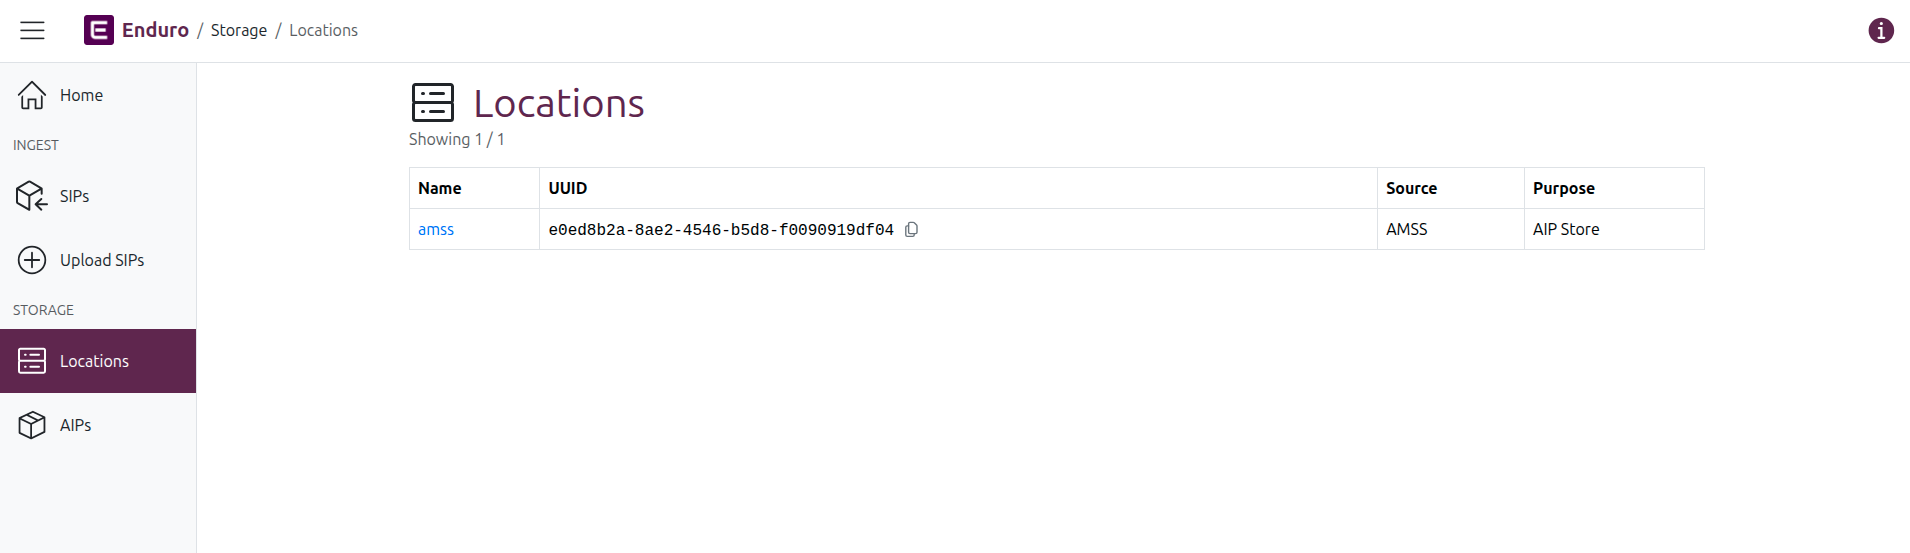 Enduro / Storage / Locations
Home
INGEST
SIPs
Upload SIPs
STORAGE
Locations
AIPs
Locations
Showing 1 / 1
Name UUID Source Purpose
amss e0ed8b2a-8ae2-4546-b5d8-f0090919df04 AMSS AIP Store